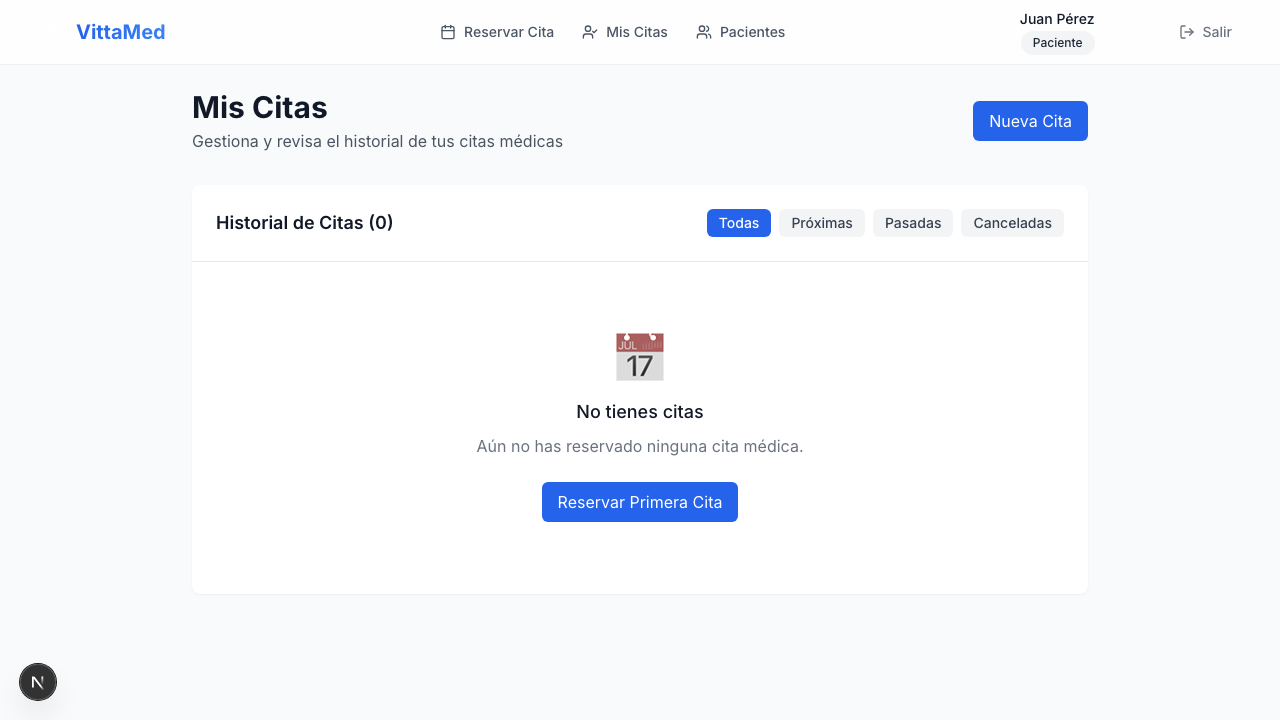 VittaMed
Reservar Cita
Mis Citas
Pacientes
Juan Pérez
Paciente
Salir
Mis Citas
Gestiona y revisa el historial de tus citas médicas
Nueva Cita
Historial de Citas (0)
Todas
Próximas
Pasadas
Canceladas
JUL
17
No tienes citas
Aún no has reservado ninguna cita médica.
Reservar Primera Cita
N